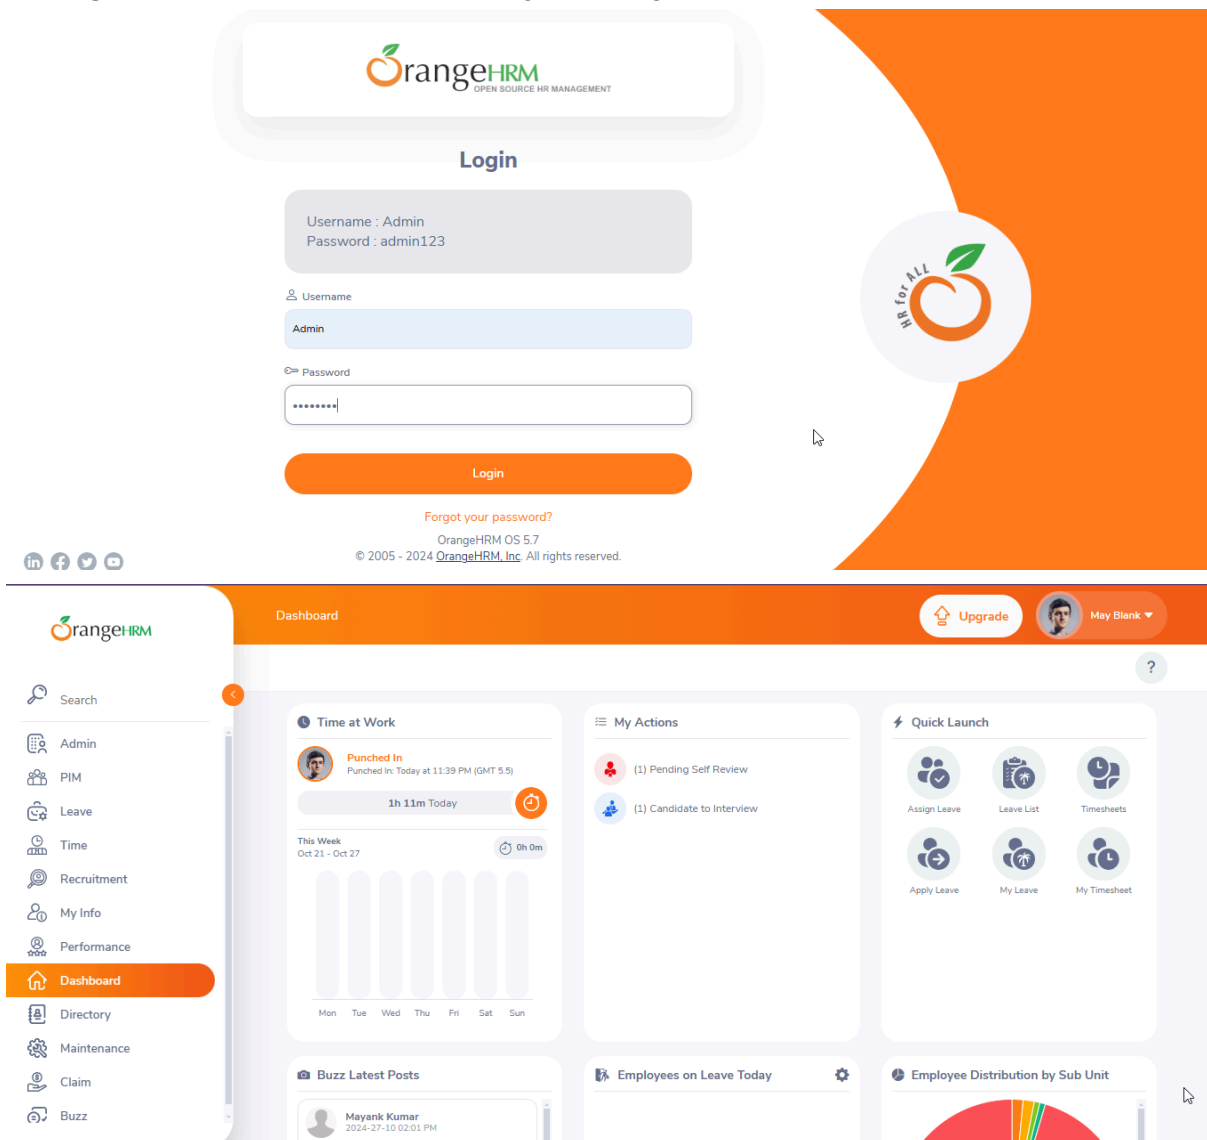 OrangeHRM
OPEN SOURCE HR MANAGEMENT
Login
Username : Admin
Password : admin123
Username
Admin
Password
Login
Forgot your password?
OrangeHRM OS 5.7
© 2005 - 2024 OrangeHRM, Inc. All rights reserved.
HR for ALL
OrangeHRM
Dashboard
Upgrade
May Blank
?
Search
Admin
PIM
Leave
Time
Recruitment
My Info
Performance
Dashboard
Directory
Maintenance
Claim
Buzz
Time at Work
Punched In
Punched In: Today at 11:39 PM (GMT 5.5)
1h 11m Today
This Week
Oct 21 - Oct 27
0h 0m
Mon Tue Wed Thu Fri Sat Sun
My Actions
(1) Pending Self Review
(1) Candidate to Interview
Quick Launch
Assign Leave Leave List Timesheets
Apply Leave My Leave My Timesheet
Buzz Latest Posts
Mayank Kumar
2024-27-10 02:01 PM
Employees on Leave Today
Employee Distribution by Sub Unit